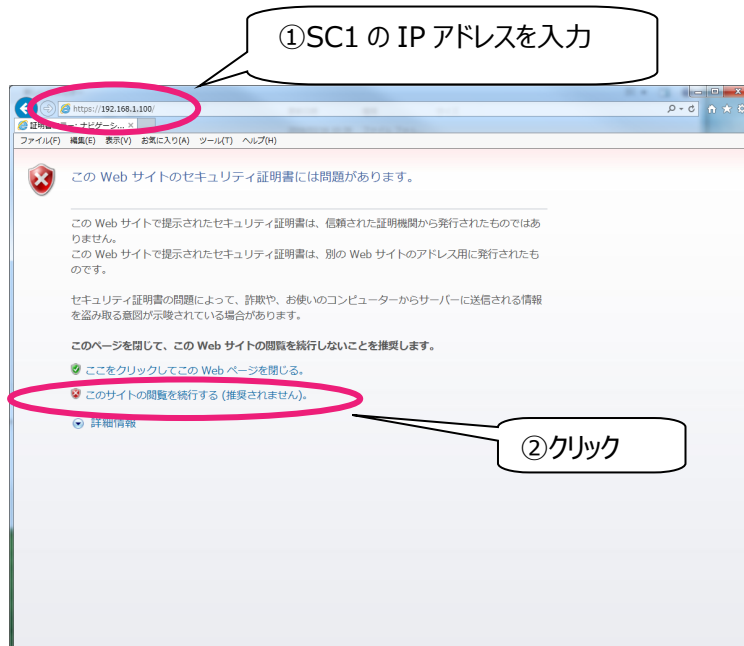 ①SC1 の IP アドレスを入力
https://192.168.1.100/
ファイル(F) 編集(E) 表示(V) お気に入り(A) ツール(T) ヘルプ(H)
この Web サイトのセキュリティ証明書には問題があります。
この Web サイトで提示されたセキュリティ証明書は、信頼された証明機関から発行されたものではあ
りません。
この Web サイトで提示されたセキュリティ証明書は、別の Web サイトのアドレス用に発行されたも
のです。
セキュリティ証明書の問題によって、詐欺や、お使いのコンピューターからサーバーに送信される情報
を盗み取る意図が示唆されている場合があります。
このページを閉じて、この Web サイトの閲覧を続行しないことを推奨します。
ここをクリックしてこの Web ページを閉じる。
このサイトの閲覧を続行する (推奨されません)。
詳細情報
②クリック